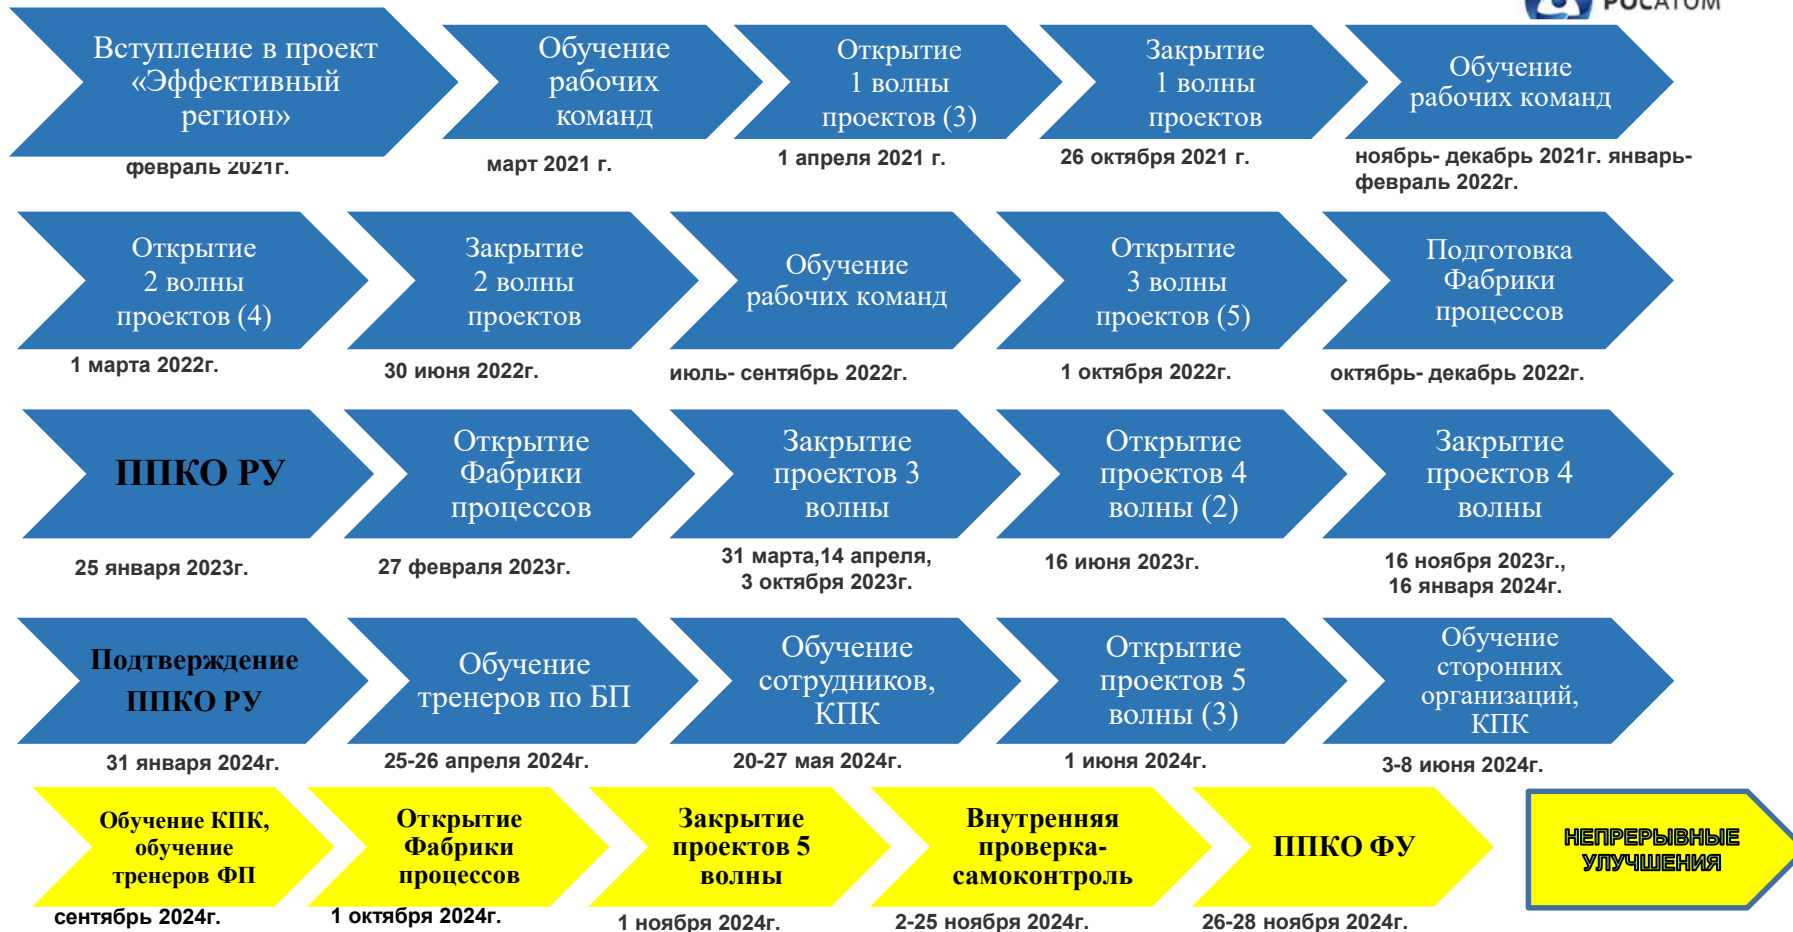 РОСАТОМ
Вступление в проект
«Эффективный
регион»
Обучение
рабочих
команд
Открытие
1 волны
проектов (3)
Закрытие
1 волны
проектов
Обучение
рабочих команд
февраль 2021г.
март 2021 г.
1 апреля 2021 г.
26 октября 2021 г.
ноябрь- декабрь 2021г. январь-
февраль 2022г.
Открытие
2 волны
проектов (4)
Закрытие
2 волны
проектов
Обучение
рабочих команд
Открытие
3 волны
проектов (5)
Подготовка
Фабрики
процессов
1 марта 2022г.
30 июня 2022г.
июль- сентябрь 2022г.
1 октября 2022г.
октябрь- декабрь 2022г.
ППКО РУ
Открытие
Фабрики
процессов
Закрытие
проектов 3
волны
Открытие
проектов 4
волны (2)
Закрытие
проектов 4
волны
25 января 2023г.
27 февраля 2023г.
31 марта,14 апреля,
3 октября 2023г.
16 июня 2023г.
16 ноября 2023г.,
16 января 2024г.
Подтверждение
ППКО РУ
Обучение
тренеров по БП
Обучение
сотрудников,
КПК
Открытие
проектов 5
волны (3)
Обучение
сторонних
организаций,
КПК
31 января 2024г.
25-26 апреля 2024г.
20-27 мая 2024г.
1 июня 2024г.
3-8 июня 2024г.
Обучение КПК,
обучение
тренеров ФП
Открытие
Фабрики
процессов
Закрытие
проектов 5
волны
Внутренняя
проверка-
самоконтроль
ППКО ФУ
НЕПРЕРЫВНЫЕ
УЛУЧШЕНИЯ
сентябрь 2024г.
1 октября 2024г.
1 ноября 2024г.
2-25 ноября 2024г.
26-28 ноября 2024г.